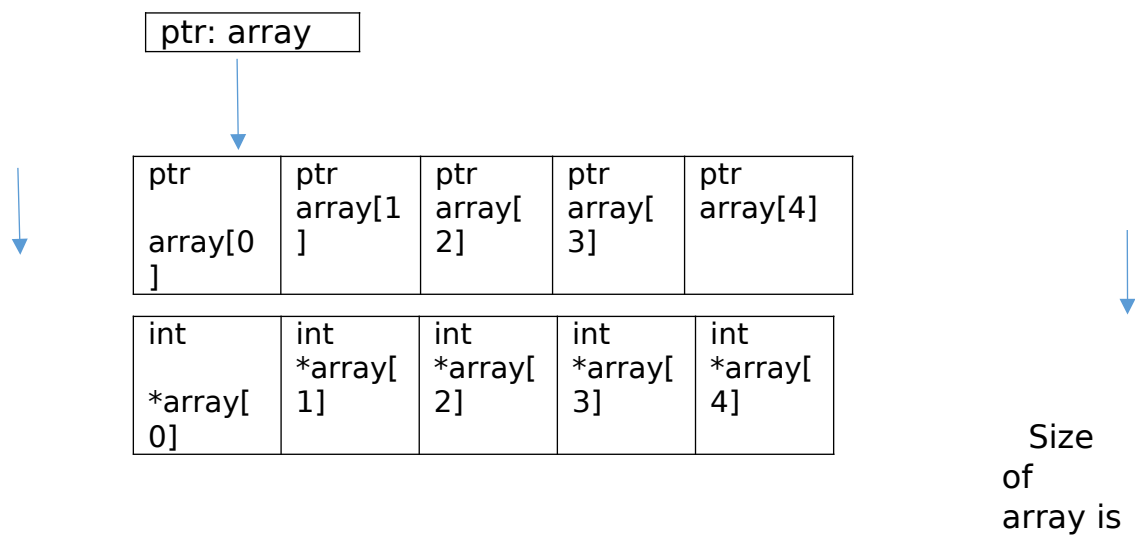 ptr: array
ptr
array[0
]
ptr
array[1
]
ptr
array[
2]
ptr
array[
3]
ptr
array[4]
int
*array[
0]
int
*array[
1]
int
*array[
2]
int
*array[
3]
int
*array[
4]
Size
of
array is